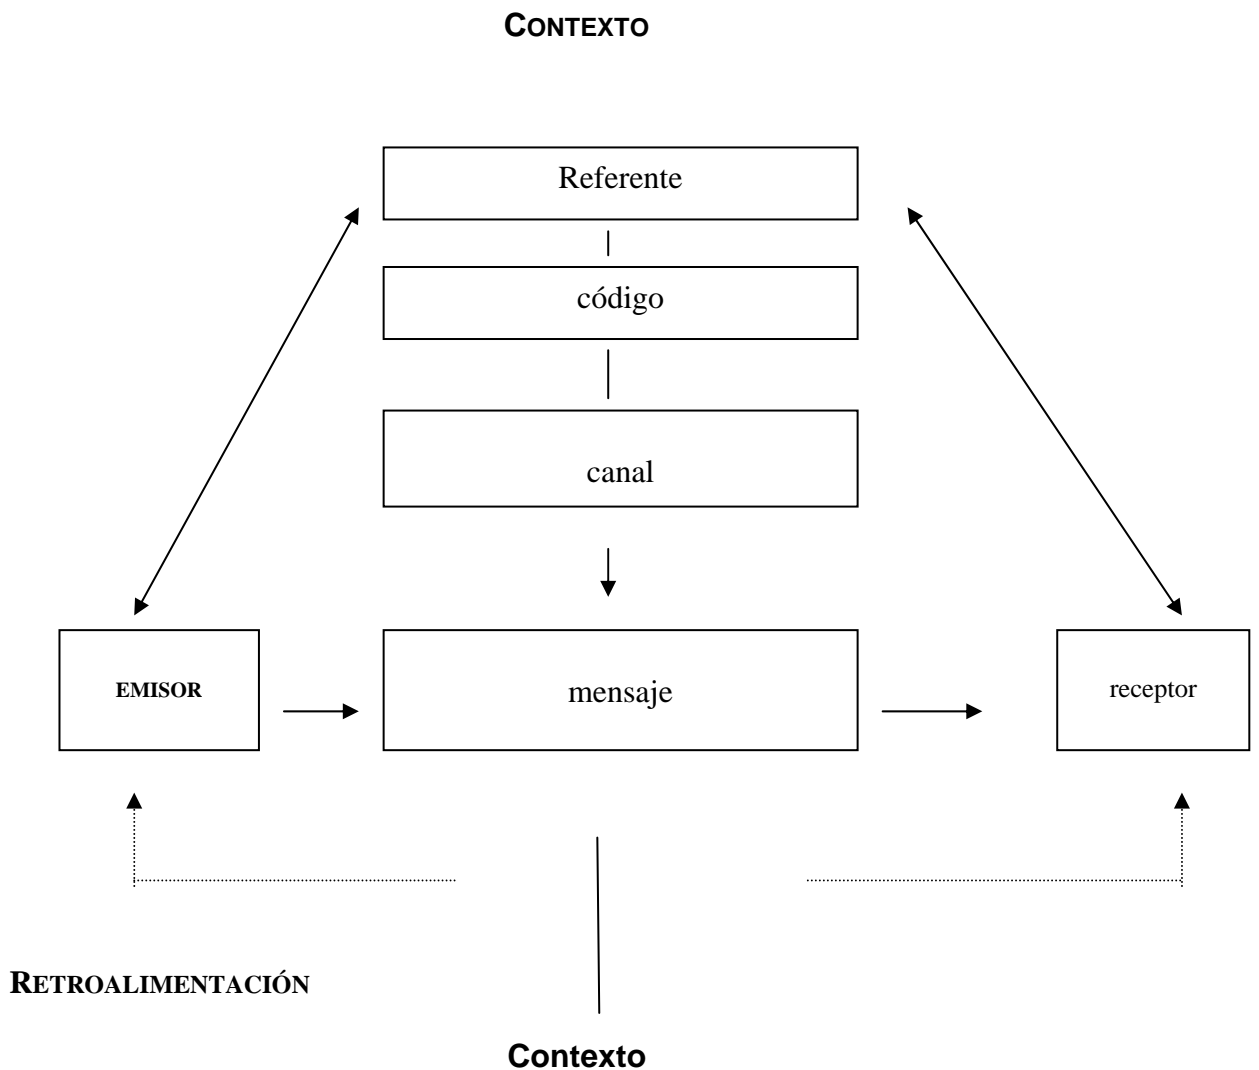 CONTEXTO
Referente
código
canal
EMISOR
mensaje
receptor
RETROALIMENTACIÓN
Contexto